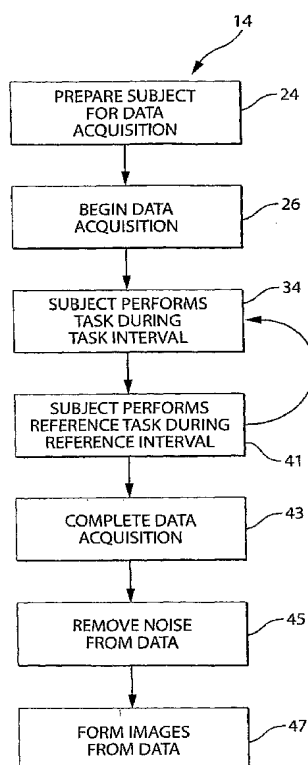 14
PREPARE SUBJECT
FOR DATA
ACQUISITION
24
BEGIN DATA
ACQUISITION
26
SUBJECT PERFORMS
TASK DURING
TASK INTERVAL
34
SUBJECT PERFORMS
REFERENCE TASK DURING
REFERENCE INTERVAL
41
COMPLETE DATA
ACQUISITION
43
REMOVE NOISE
FROM DATA
45
FORM IMAGES
FROM DATA
47